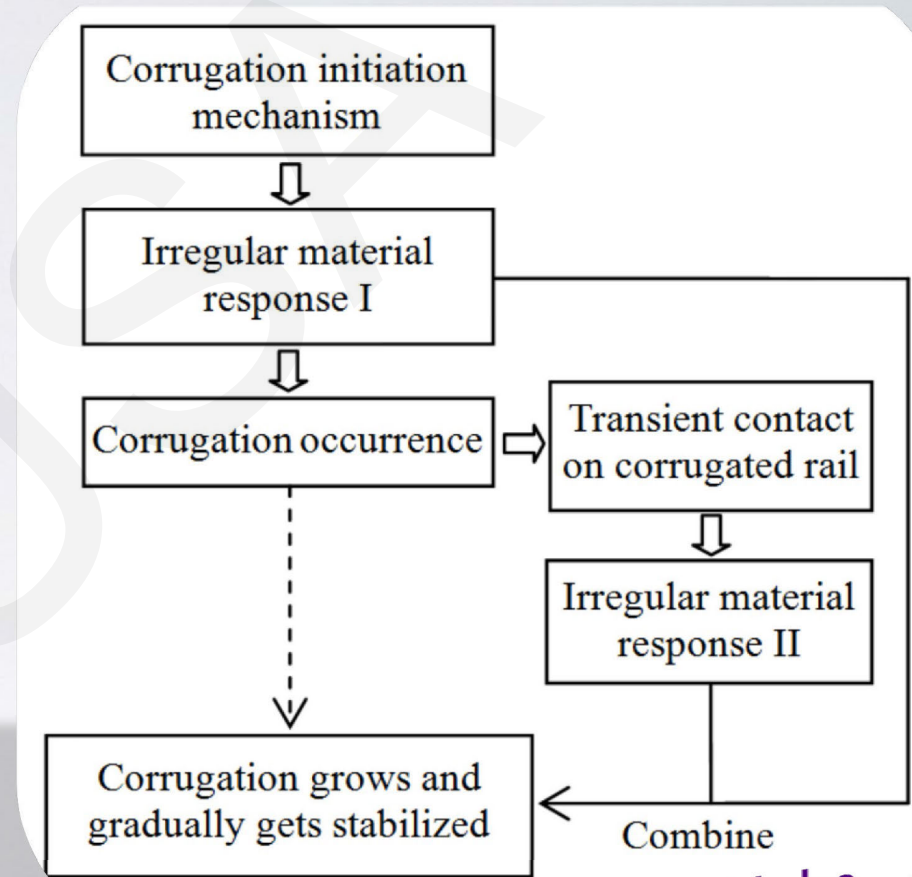 Corrugation initiation
mechanism
Irregular material
response I
Corrugation occurrence
Transient contact
on corrugated rail
Irregular material
response II
Corrugation grows and
gradually gets stabilized
Combine